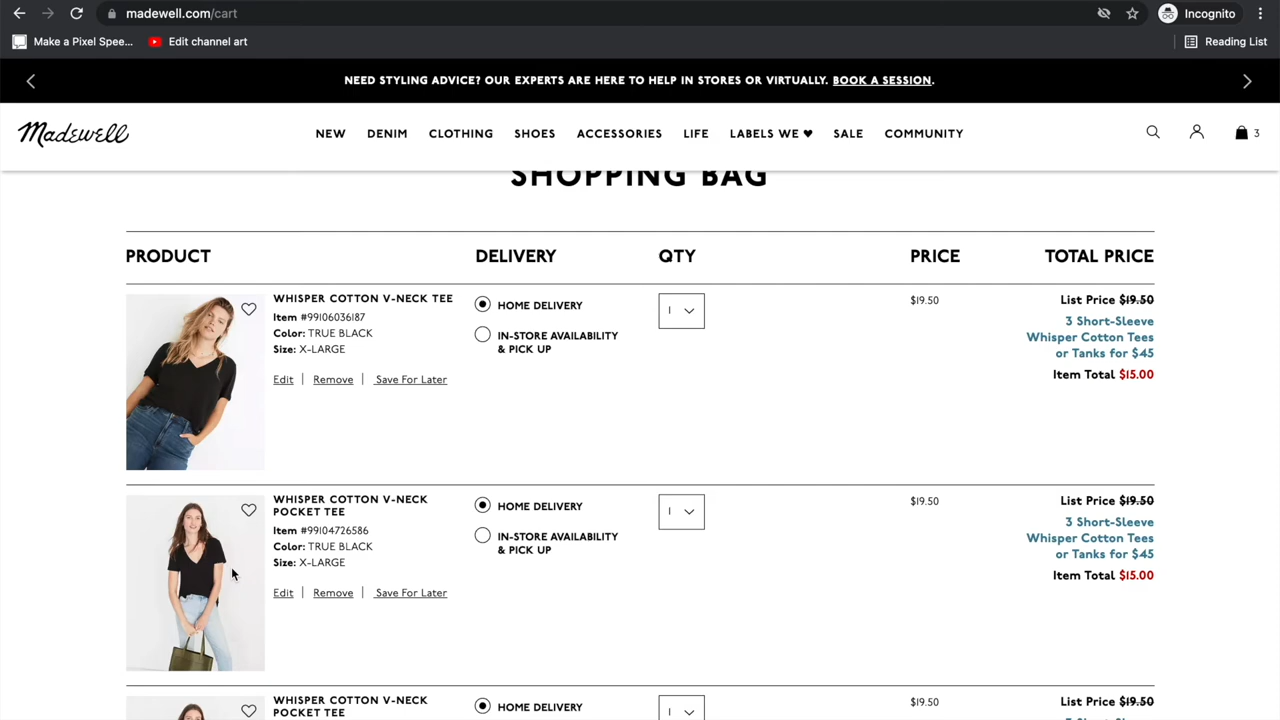 madewell.com/cart
Incognito
Make a Pixel Spee...
Edit channel art
Reading List
NEED STYLING ADVICE? OUR EXPERTS ARE HERE TO HELP IN STORES OR VIRTUALLY. BOOK A SESSION.
Madewell
NEW DENIM CLOTHING SHOES ACCESSORIES LIFE LABELS WE ♥ SALE COMMUNITY
3
SHOPPING BAG
PRODUCT DELIVERY QTY PRICE TOTAL PRICE
WHISPER COTTON V-NECK TEE
Item #99106036187
Color: TRUE BLACK
Size: X-LARGE
Edit | Remove | Save For Later
HOME DELIVERY
IN-STORE AVAILABILITY
& PICK UP
1
$19.50
List Price $19.50
3 Short-Sleeve
Whisper Cotton Tees
or Tanks for $45
Item Total $15.00
WHISPER COTTON V-NECK
POCKET TEE
Item #99104726586
Color: TRUE BLACK
Size: X-LARGE
Edit | Remove | Save For Later
HOME DELIVERY
IN-STORE AVAILABILITY
& PICK UP
1
$19.50
List Price $19.50
3 Short-Sleeve
Whisper Cotton Tees
or Tanks for $45
Item Total $15.00
WHISPER COTTON V-NECK
POCKET TEE
HOME DELIVERY
1
$19.50
List Price $19.50